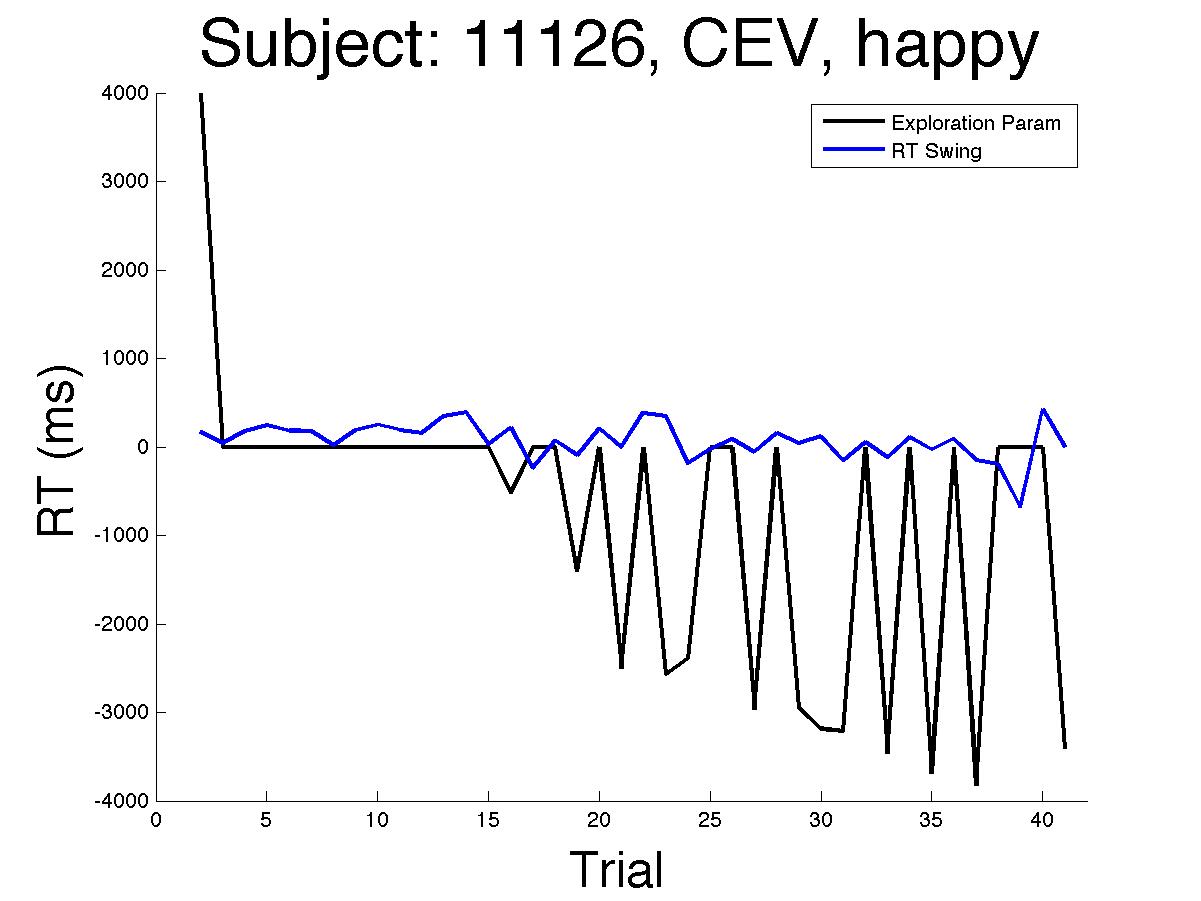 Subject: 11126, CEV, happy
4000
3000
2000
1000
0
-1000
-2000
-3000
-4000
RT (ms)
Exploration Param
RT Swing
0 5 10 15 20 25 30 35 40
Trial